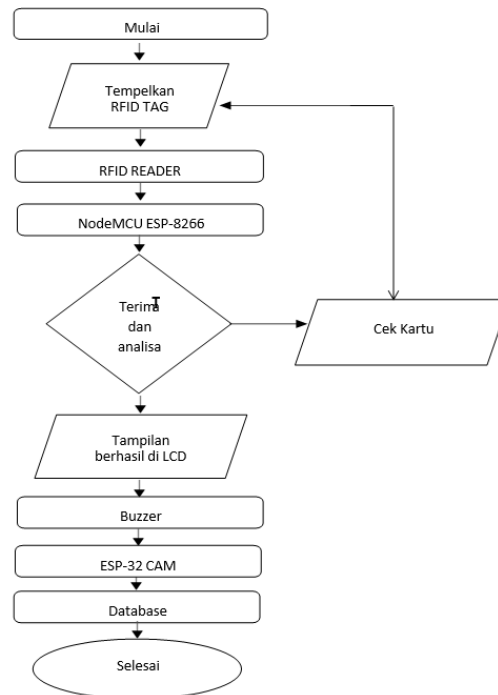 Mulai
Tempelkan
RFID TAG
RFID READER
NodeMCU ESP-8266
Terima
dan
analisa
Cek Kartu
Tampilan
berhasil di LCD
Buzzer
ESP-32 CAM
Database
Selesai